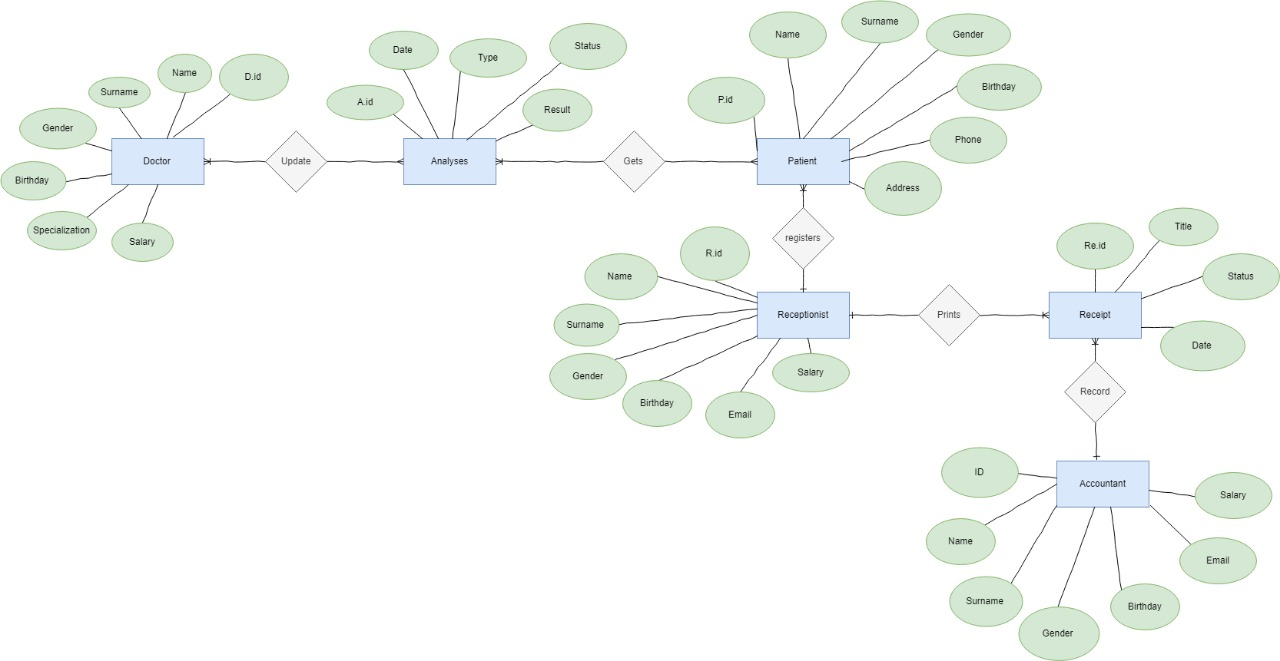 Surname
Name
Gender
Surname
Status
Date
Type
Name
D.id
Birthday
P.id
A.id
Result
Surname
Gender
Phone
Doctor
Update
Analyses
Gets
Patient
Birthday
Address
Specialization
Salary
Title
registers
Re.id
R.id
Name
Status
Receptionist
Prints
Receipt
Surname
Date
Salary
Gender
Record
Birthday
Email
ID
Accountant
Salary
Name
Email
Surname
Birthday
Gender